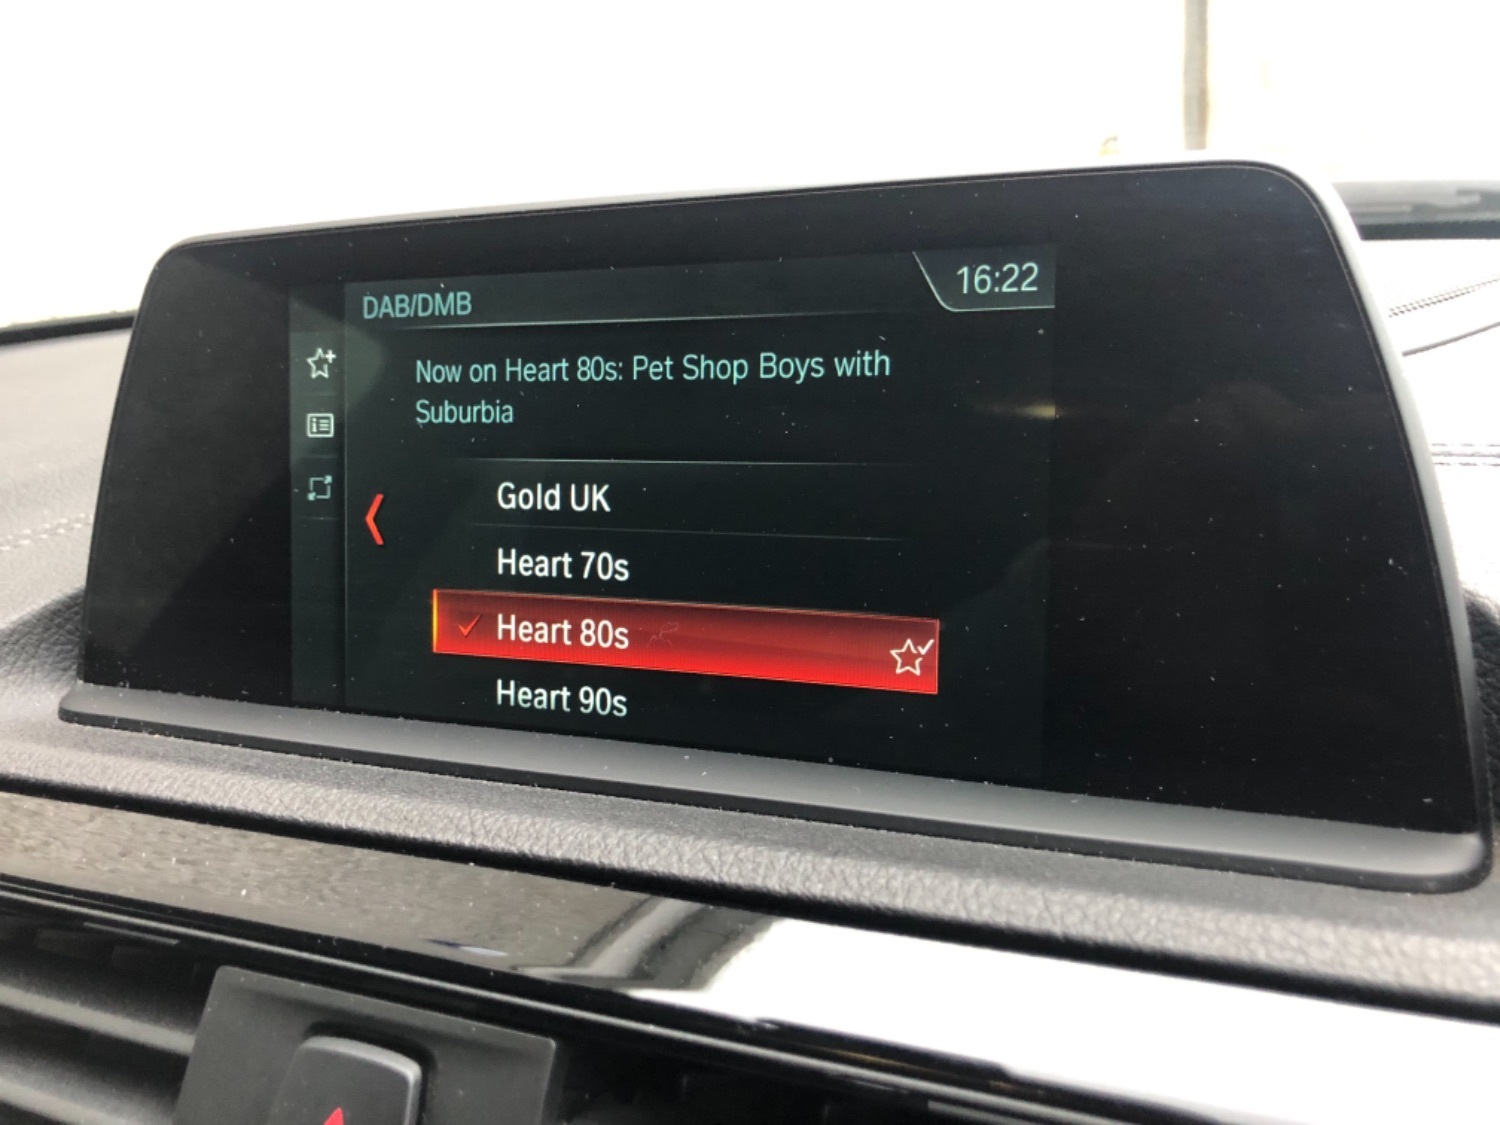 DAB/DMB
16:22
Now on Heart 80s: Pet Shop Boys with
Suburbia
Gold UK
Heart 70s
Heart 80s
Heart 90s